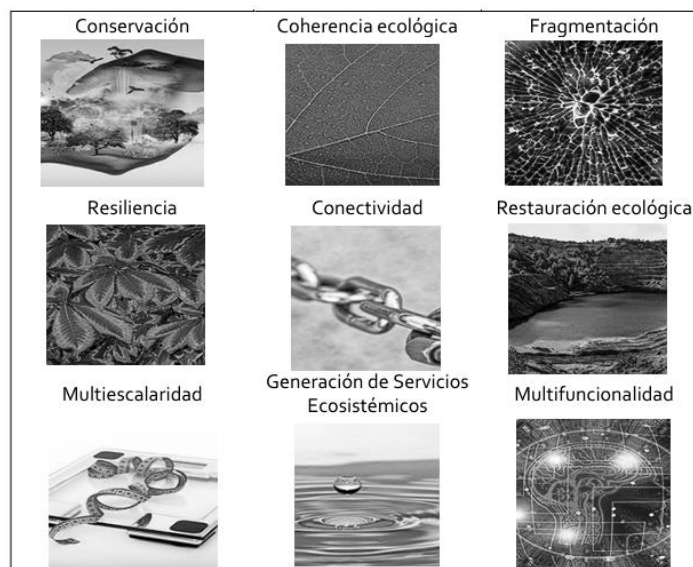 Conservación
Coherencia ecológica
Fragmentación
Resiliencia
Conectividad
Restauración ecológica
Multiescalaridad
Generación de Servicios
Ecosistémicos
Multifuncionalidad